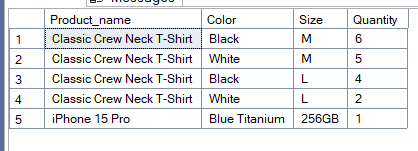 Product_name Color Size Quantity
1 Classic Crew Neck T-Shirt Black M 6
2 Classic Crew Neck T-Shirt White M 5
3 Classic Crew Neck T-Shirt Black L 4
4 Classic Crew Neck T-Shirt White L 2
5 iPhone 15 Pro Blue Titanium 256GB 1